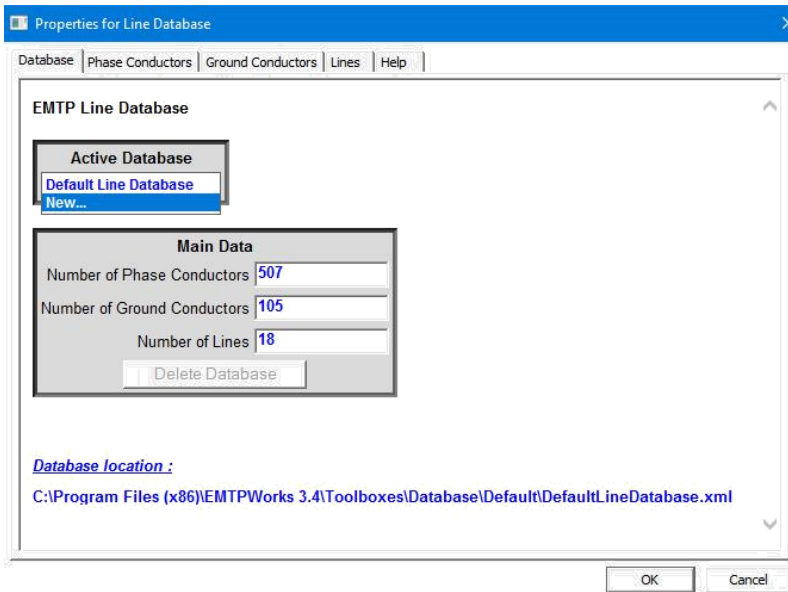 Properties for Line Database
Database Phase Conductors Ground Conductors Lines Help
EMTP Line Database
Active Database
Default Line Database
New...
Main Data
Number of Phase Conductors 507
Number of Ground Conductors 105
Number of Lines 18
Delete Database
Database location :
C:\Program Files (x86)\EMTPWorks 3.4\Toolboxes\Database\Default\DefaultLineDatabase.xml
OK Cancel